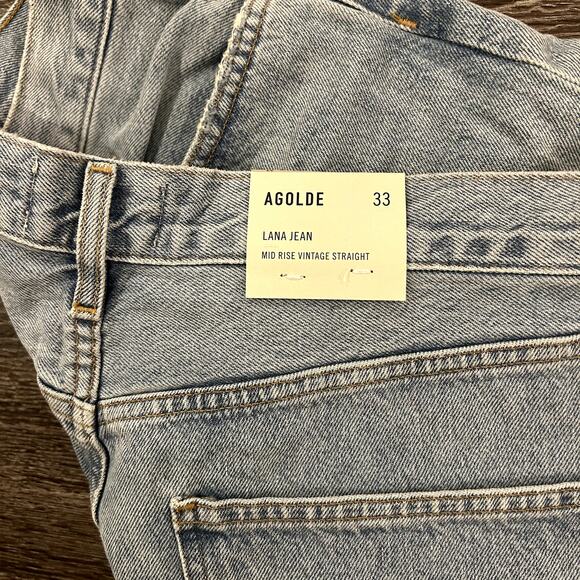 AGOLDE 33
LANA JEAN
MID RISE VINTAGE STRAIGHT